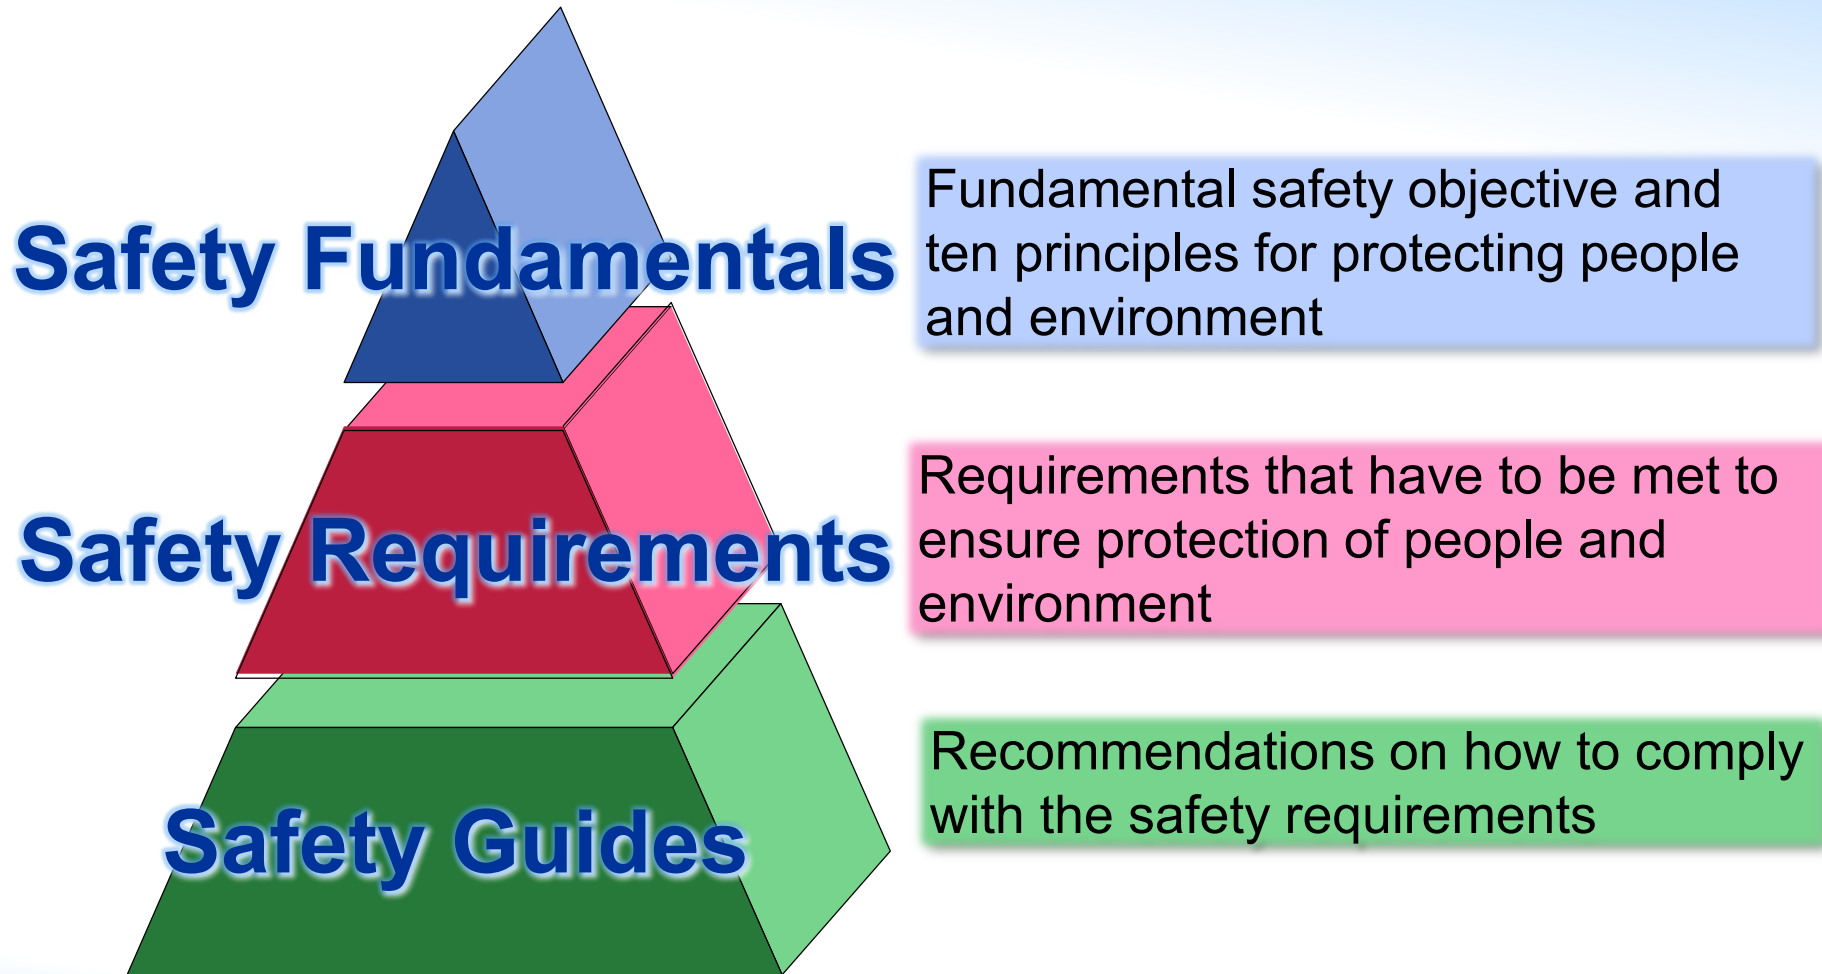 Safety Fundamentals
Fundamental safety objective and
ten principles for protecting people
and environment
Safety Requirements
Requirements that have to be met to
ensure protection of people and
environment
Safety Guides
Recommendations on how to comply
with the safety requirements